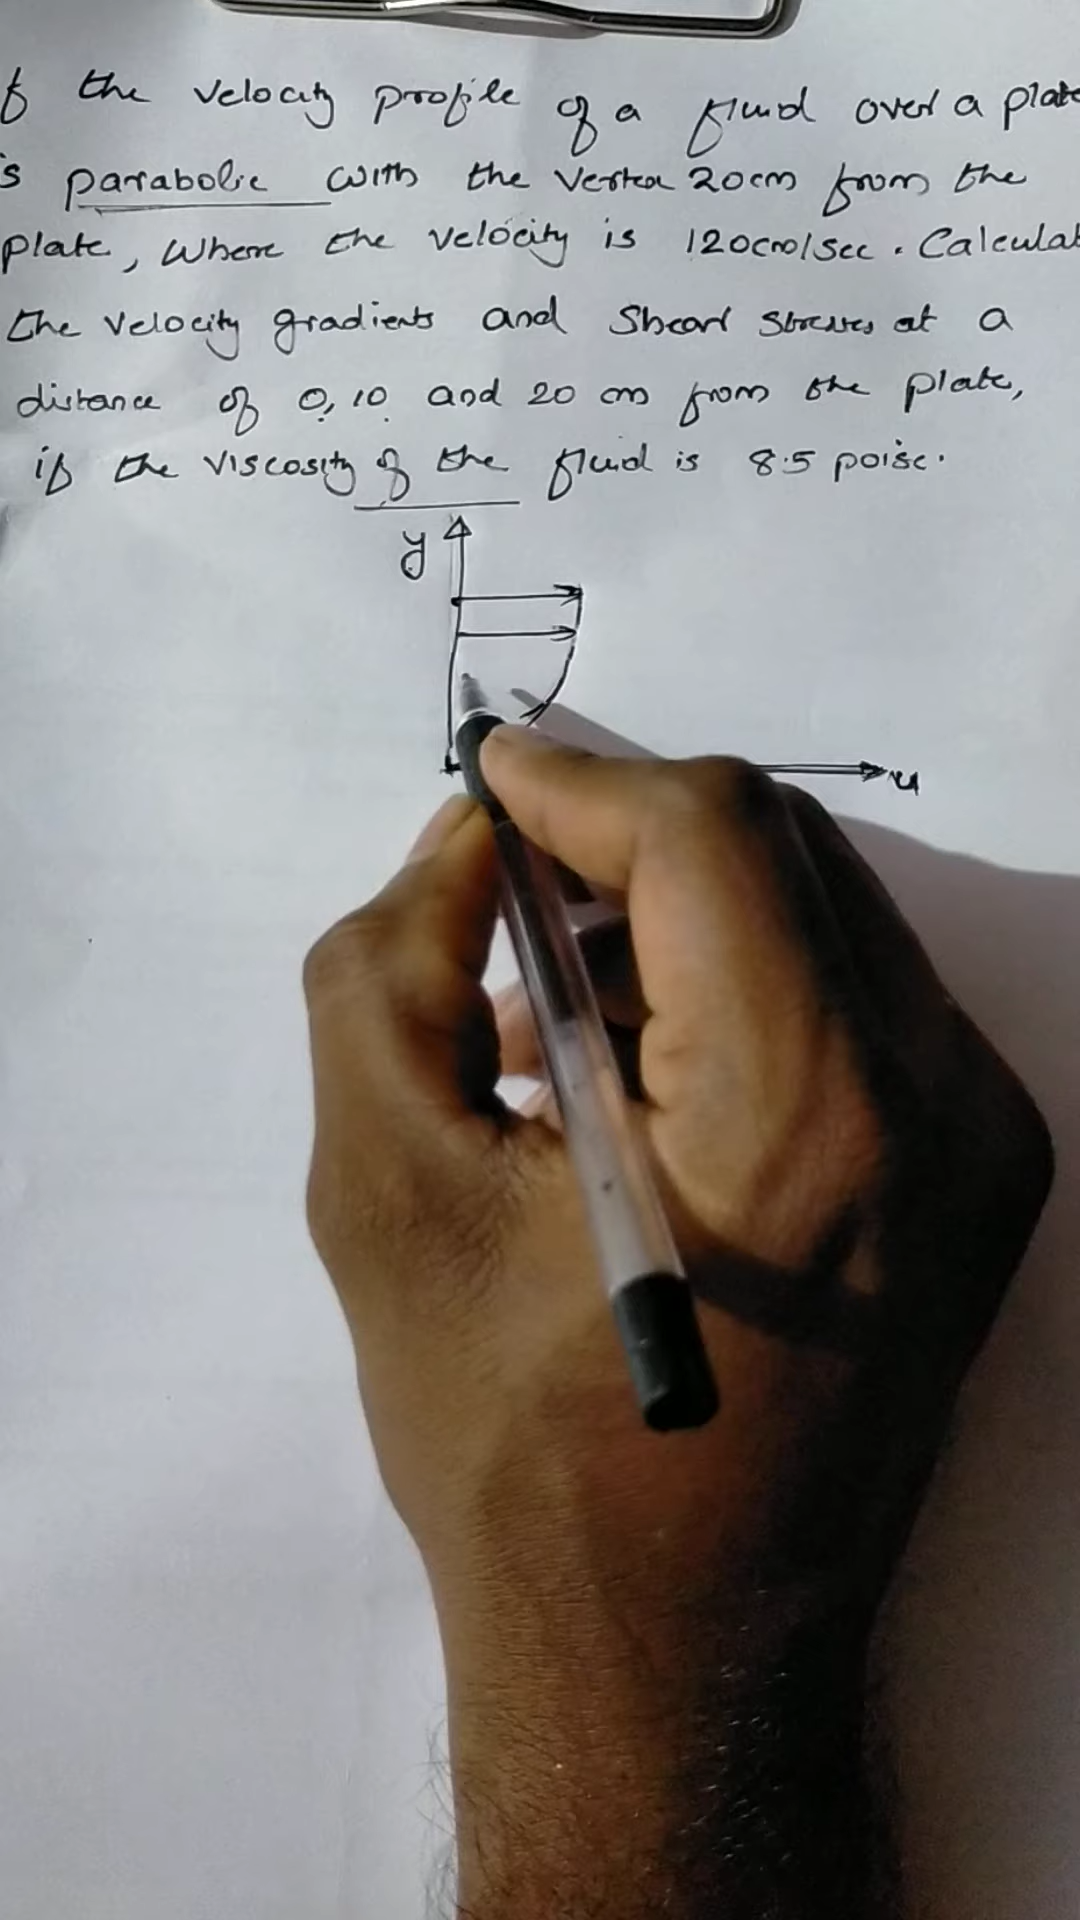 f the velocity profile of a fluid over a plate
s parabolic with the vertex 20cm from the
plate, Where the velocity is 120cm/sec. Calculat
the velocity gradients and Shear stresses at a
distance of 0, 10 and 20 cm from the plate,
if the viscosity of the fluid is 8.5 poise.
y
u